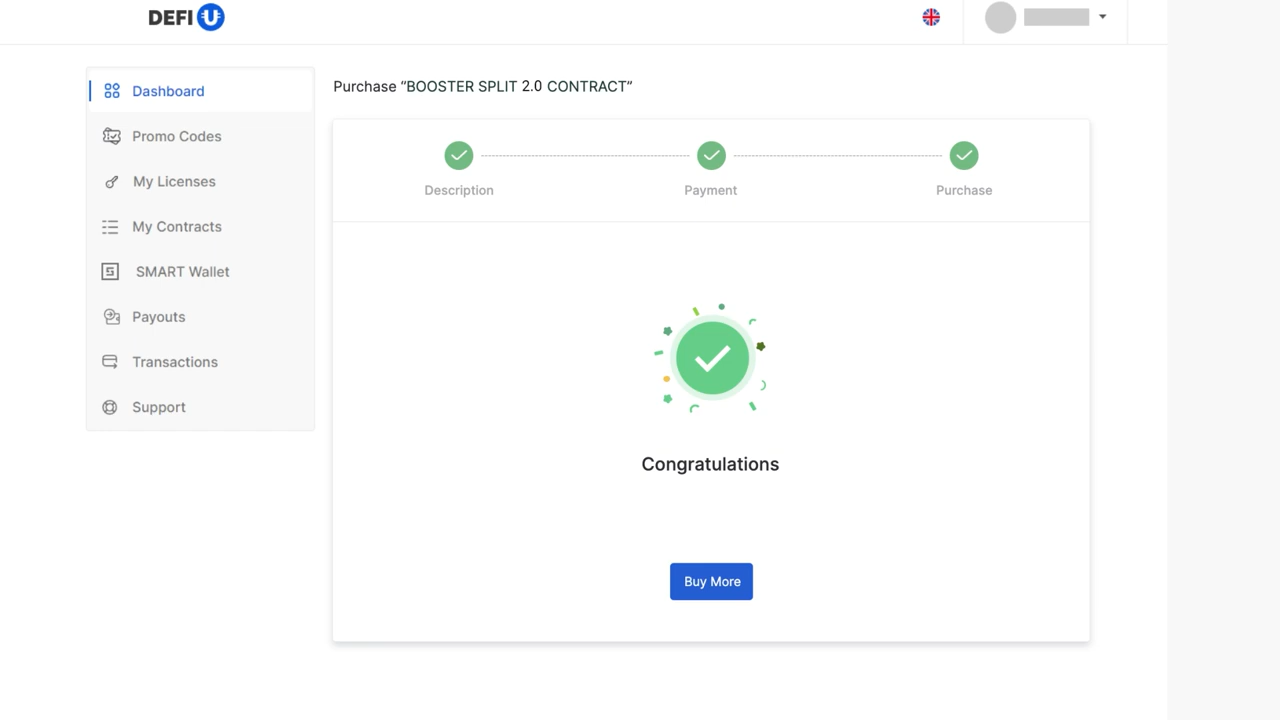 DEFI U
Dashboard
Promo Codes
My Licenses
My Contracts
SMART Wallet
Payouts
Transactions
Support
Purchase “BOOSTER SPLIT 2.0 CONTRACT”
Description
Payment
Purchase
Congratulations
Buy More